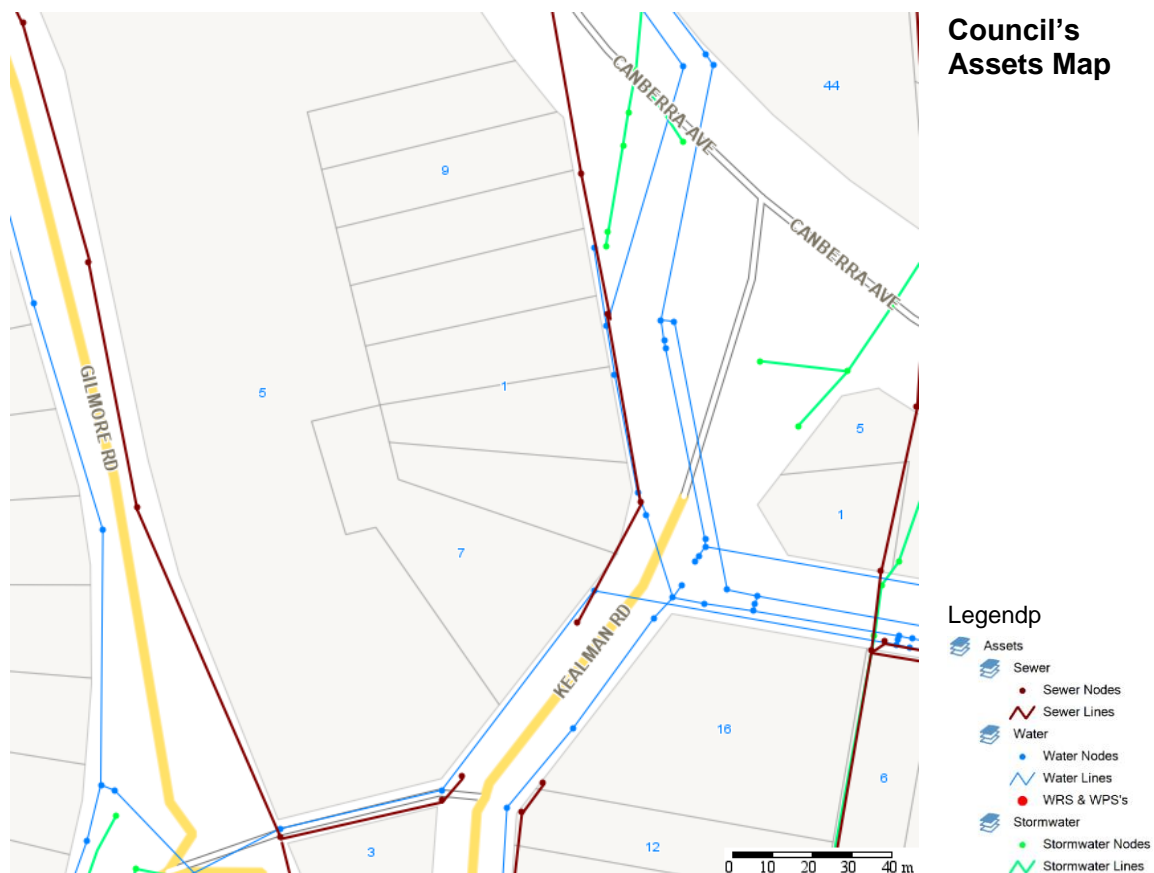 Council's
Assets Map
44
CANBERRA AVE
9
CANBERRA AVE
GILMORE RD
5
1
5
1
7
KEALMAN RD
16
6
3
12
0 10 20 30 40 m
Legendp
Assets
Sewer
Sewer Nodes
Sewer Lines
Water
Water Nodes
Water Lines
WRS & WPS's
Stormwater
Stormwater Nodes
Stormwater Lines